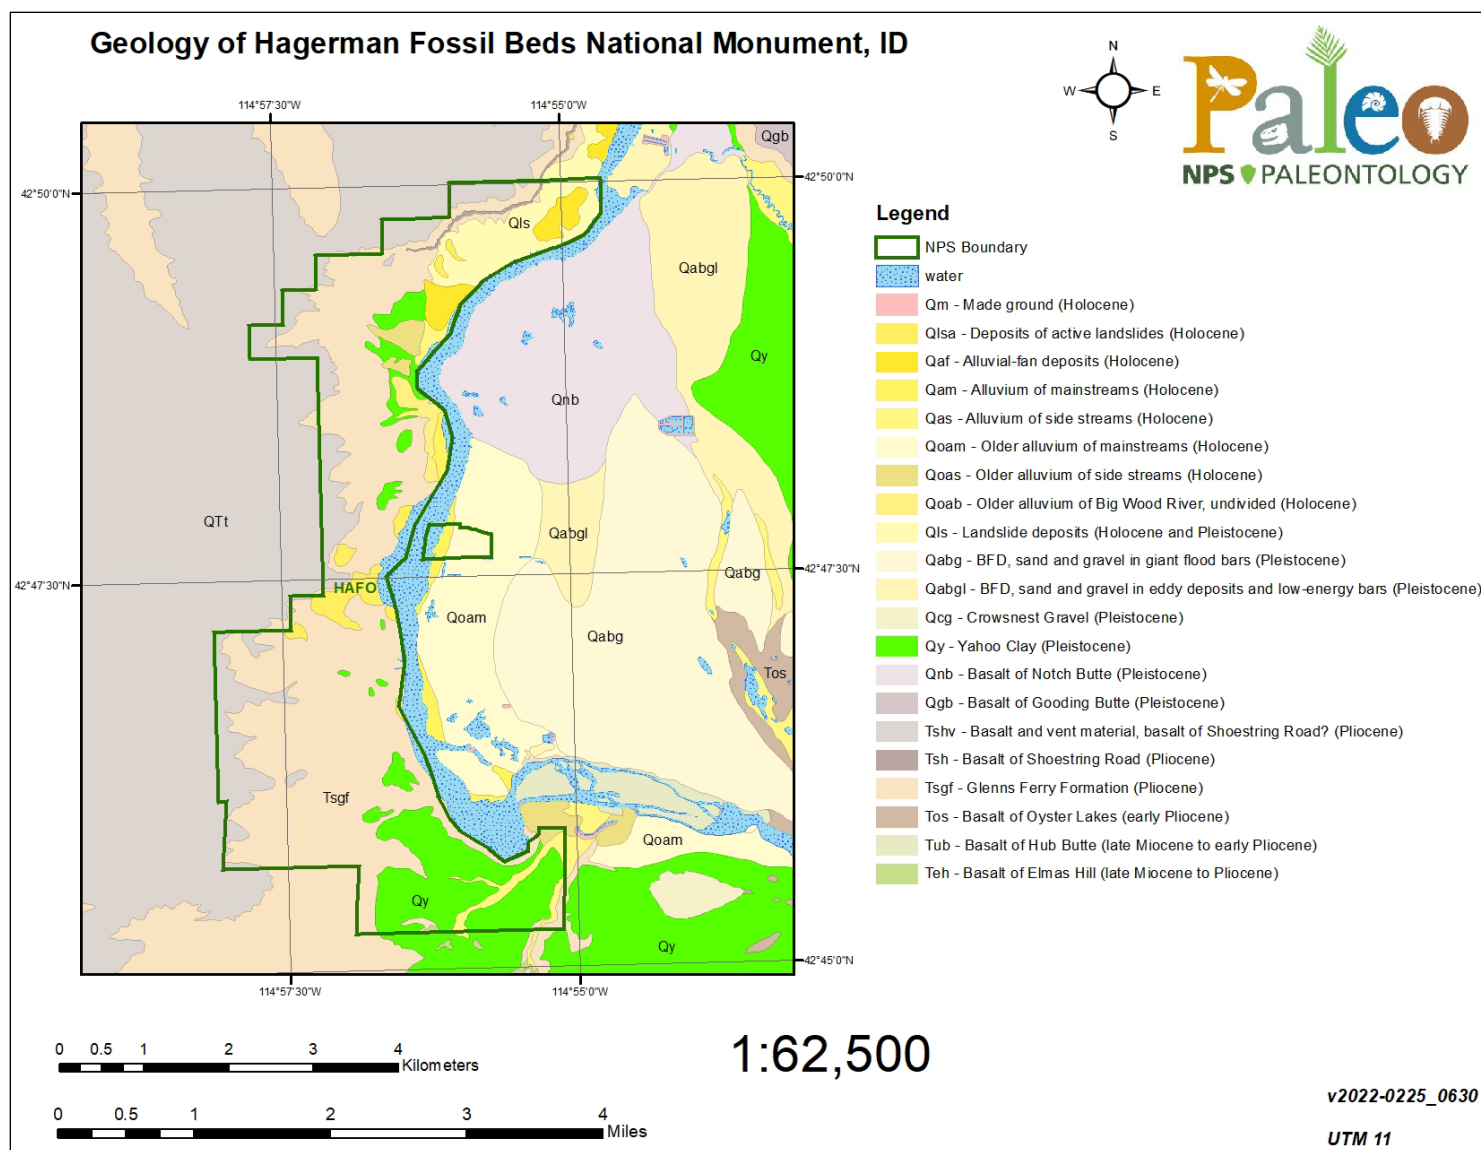 Geology of Hagerman Fossil Beds National Monument, ID
N
W E
S
Paleo
NPS PALEONTOLOGY
114°57'30"W 114°55'0"W
42°50'0"N 42°50'0"N
Qgb
Qls
Qabgl
Qy
Qnb
QTt
Qabgl
42°47'30"N 42°47'30"N
HAFO
Qabg
Qoam
Qabg
Tos
Tsgf
Qoam
Qy
Qy
42°45'0"N
114°57'30"W 114°55'0"W
Legend
NPS Boundary
water
Qm - Made ground (Holocene)
Qlsa - Deposits of active landslides (Holocene)
Qaf - Alluvial-fan deposits (Holocene)
Qam - Alluvium of mainstreams (Holocene)
Qas - Alluvium of side streams (Holocene)
Qoam - Older alluvium of mainstreams (Holocene)
Qoas - Older alluvium of side streams (Holocene)
Qoab - Older alluvium of Big Wood River, undivided (Holocene)
Qls - Landslide deposits (Holocene and Pleistocene)
Qabg - BFD, sand and gravel in giant flood bars (Pleistocene)
Qabgl - BFD, sand and gravel in eddy deposits and low-energy bars (Pleistocene)
Qcg - Crowsnest Gravel (Pleistocene)
Qy - Yahoo Clay (Pleistocene)
Qnb - Basalt of Notch Butte (Pleistocene)
Qgb - Basalt of Gooding Butte (Pleistocene)
Tshv - Basalt and vent material, basalt of Shoestring Road? (Pliocene)
Tsh - Basalt of Shoestring Road (Pliocene)
Tsgf - Glenns Ferry Formation (Pliocene)
Tos - Basalt of Oyster Lakes (early Pliocene)
Tub - Basalt of Hub Butte (late Miocene to early Pliocene)
Teh - Basalt of Elmas Hill (late Miocene to Pliocene)
0 0.5 1 2 3 4
Kilometers
0 0.5 1 2 3 4
Miles
1:62,500
v2022-0225_0630
UTM 11